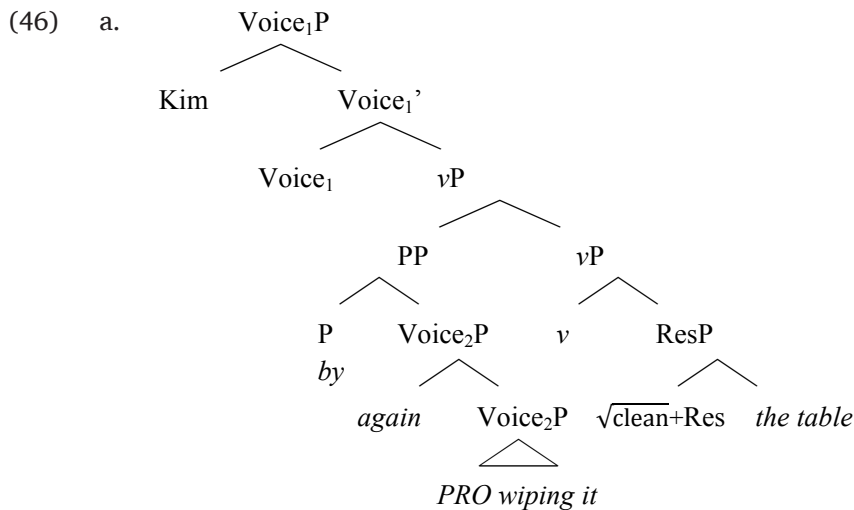 (46) a. Voice₁P
Kim Voice₁’
Voice₁ vP
PP vP
P Voice₂P v ResP
by
again Voice₂P √clean+Res the table
PRO wiping it